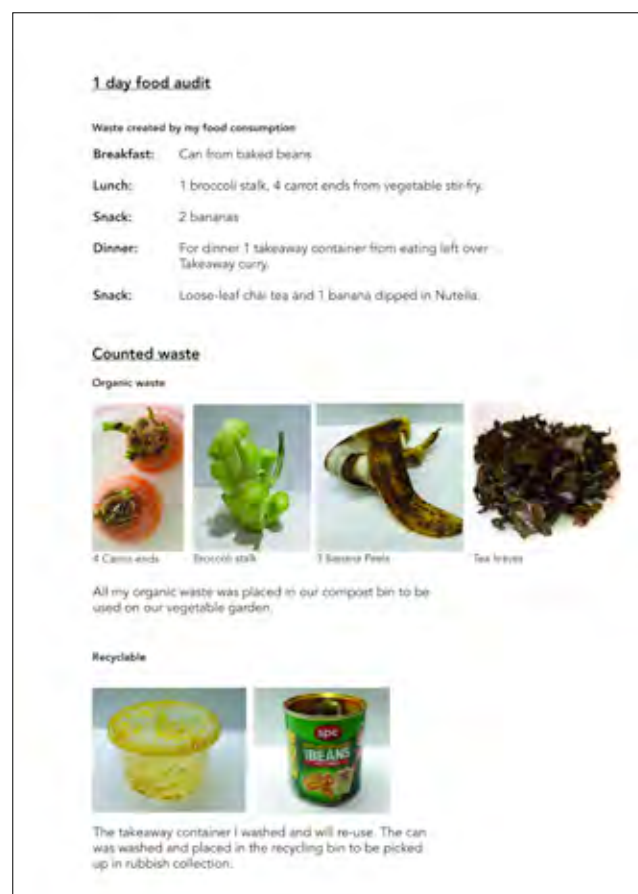 1 day food audit
Waste created by my food consumption
Breakfast: Can from baked beans
Lunch: 1 broccoli stalk, 4 carrot ends from vegetable stir-fry.
Snack: 2 bananas
Dinner: For dinner 1 takeaway container from eating left over
Takeaway curry.
Snack: Loose-leaf chai tea and 1 banana dipped in Nutella.
Counted waste
Organic waste
4 Carrot ends Broccoli stalk 3 Banana Peels Tea leaves
All my organic waste was placed in our compost bin to be
used on our vegetable garden.
Recyclable
spc
BEANS
The takeaway container I washed and will re-use. The can
was washed and placed in the recycling bin to be picked
up in rubbish collection.